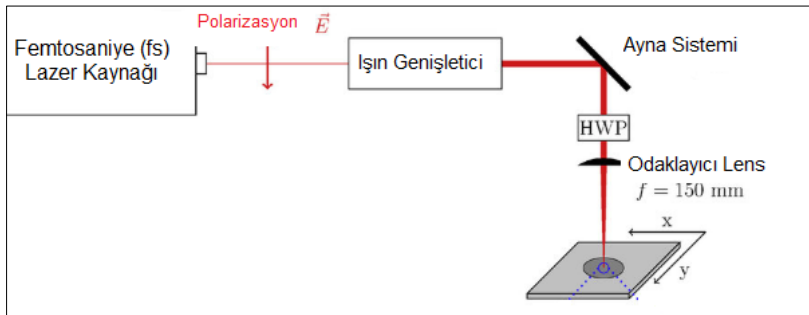 Femtosaniye (fs)
Lazer Kaynağı
Polarizasyon
E
Işın Genişletici
Ayna Sistemi
HWP
Odaklayıcı Lens
f = 150 mm
x
y